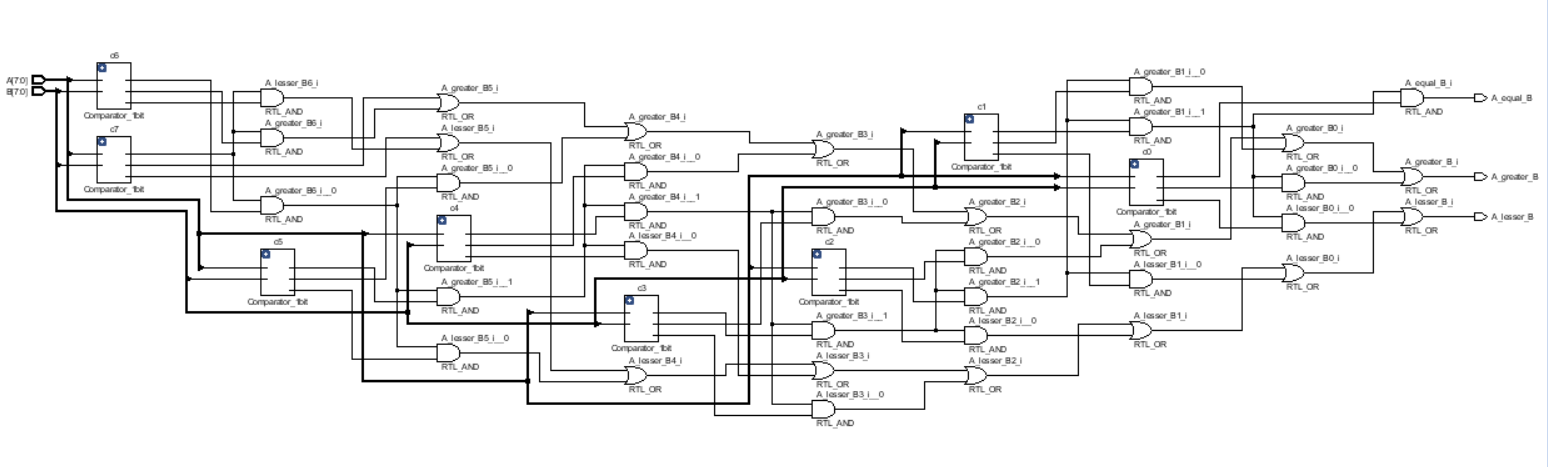 c6
A[7:0]
B[7:0]
Comparator_1bit
c7
Comparator_1bit
A_lesser_B6_i
RTL_AND
A_greater_B6_i
RTL_AND
A_greater_B6_i__0
RTL_AND
c5
Comparator_1bit
A_greater_B5_i
RTL_OR
A_lesser_B5_i
RTL_OR
A_greater_B5_i__0
RTL_AND
c4
Comparator_1bit
A_greater_B5_i__1
RTL_AND
A_lesser_B5_i__0
RTL_AND
A_greater_B4_i
RTL_OR
A_greater_B4_i__0
RTL_AND
A_greater_B4_i__1
RTL_AND
A_lesser_B4_i__0
RTL_AND
c3
Comparator_1bit
A_lesser_B4_i
RTL_OR
A_greater_B3_i
RTL_OR
A_greater_B3_i__0
RTL_AND
c2
Comparator_1bit
A_greater_B3_i__1
RTL_AND
A_lesser_B3_i
RTL_OR
A_lesser_B3_i__0
RTL_AND
c1
Comparator_1bit
A_greater_B2_i
RTL_OR
A_greater_B2_i__0
RTL_AND
A_greater_B2_i__1
RTL_AND
A_lesser_B2_i__0
RTL_AND
A_lesser_B2_i
RTL_OR
A_greater_B1_i__0
RTL_AND
A_greater_B1_i__1
RTL_AND
c0
Comparator_1bit
A_greater_B1_i
RTL_OR
A_lesser_B1_i__0
RTL_AND
A_lesser_B1_i
RTL_OR
A_greater_B0_i
RTL_OR
A_greater_B0_i__0
RTL_AND
A_lesser_B0_i__0
RTL_AND
A_lesser_B0_i
RTL_OR
A_equal_B_i
RTL_AND
A_equal_B
A_greater_B_i
RTL_OR
A_greater_B
A_lesser_B_i
RTL_OR
A_lesser_B